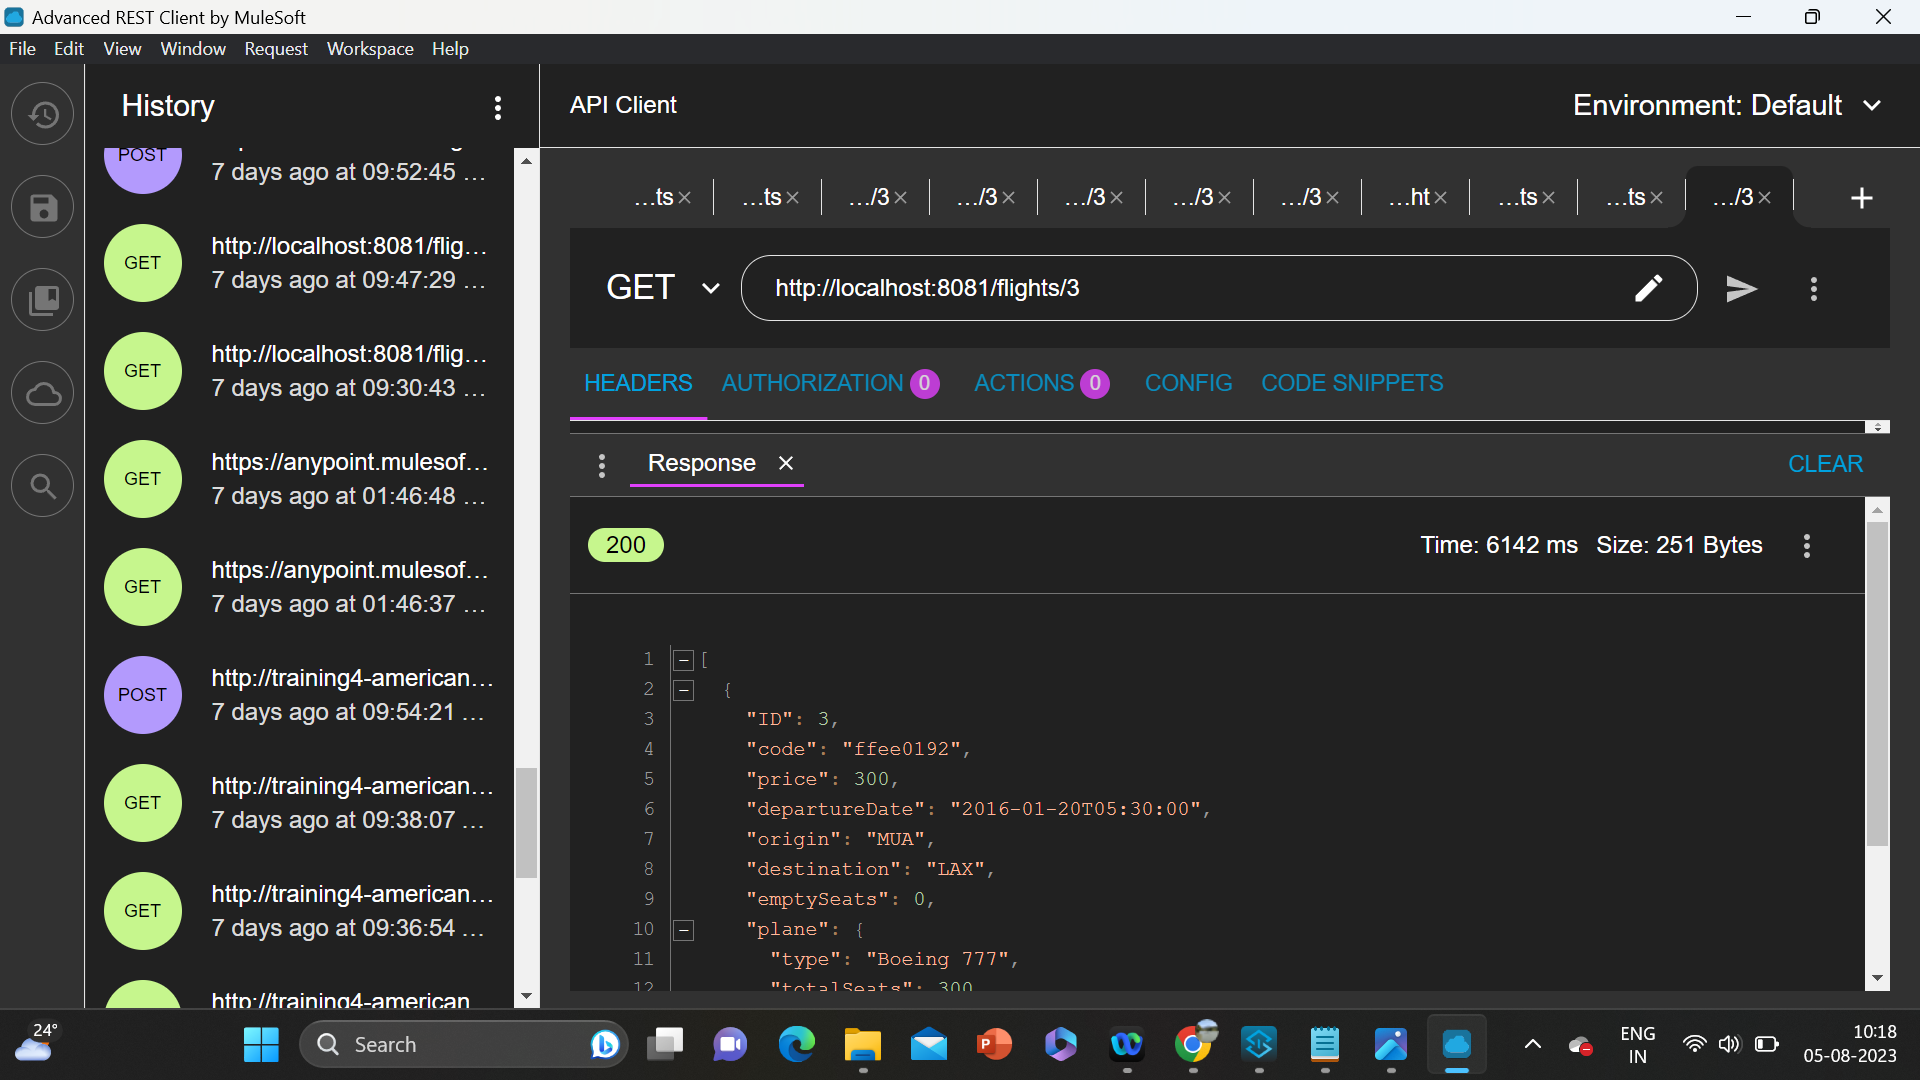 Advanced REST Client by MuleSoft
File Edit View Window Request Workspace Help
History
POST
7 days ago at 09:52:45 ...
GET
http://localhost:8081/flig...
7 days ago at 09:47:29 ...
GET
http://localhost:8081/flig...
7 days ago at 09:30:43 ...
GET
https://anypoint.mulesof...
7 days ago at 01:46:48 ...
GET
https://anypoint.mulesof...
7 days ago at 01:46:37 ...
POST
http://training4-american...
7 days ago at 09:54:21 ...
GET
http://training4-american...
7 days ago at 09:38:07 ...
GET
http://training4-american...
7 days ago at 09:36:54 ...
http://training4-american
API Client
Environment: Default
...ts × ...ts × .../3 × .../3 × .../3 × .../3 × .../3 × ...ht × ...ts × ...ts × .../3 × +
GET http://localhost:8081/flights/3
HEADERS AUTHORIZATION 0 ACTIONS 0 CONFIG CODE SNIPPETS
Response × CLEAR
200 Time: 6142 ms Size: 251 Bytes
1 [
2 {
3 "ID": 3,
4 "code": "ffee0192",
5 "price": 300,
6 "departureDate": "2016-01-20T05:30:00",
7 "origin": "MUA",
8 "destination": "LAX",
9 "emptySeats": 0,
10 "plane": {
11 "type": "Boeing 777",
12 "totalSeats": 300
24°
Search
ENG
IN
10:18
05-08-2023